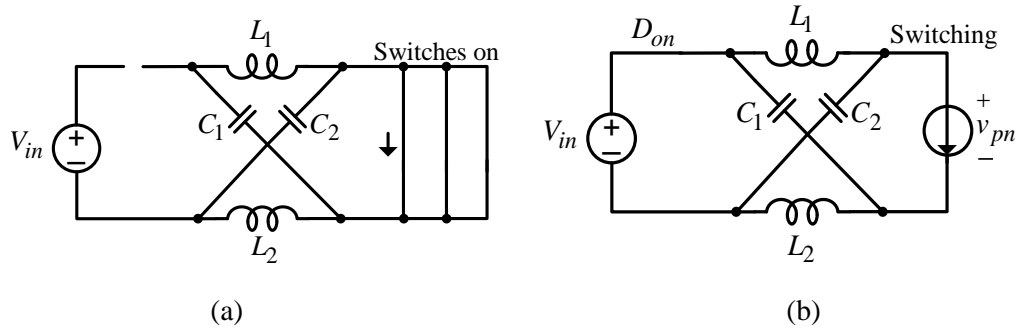 L1
Switches on
C1
C2
Vin
+
−
L2
(a)
L1
Don
Switching
C1
C2
Vin
+
−
+
vpn
−
L2
(b)